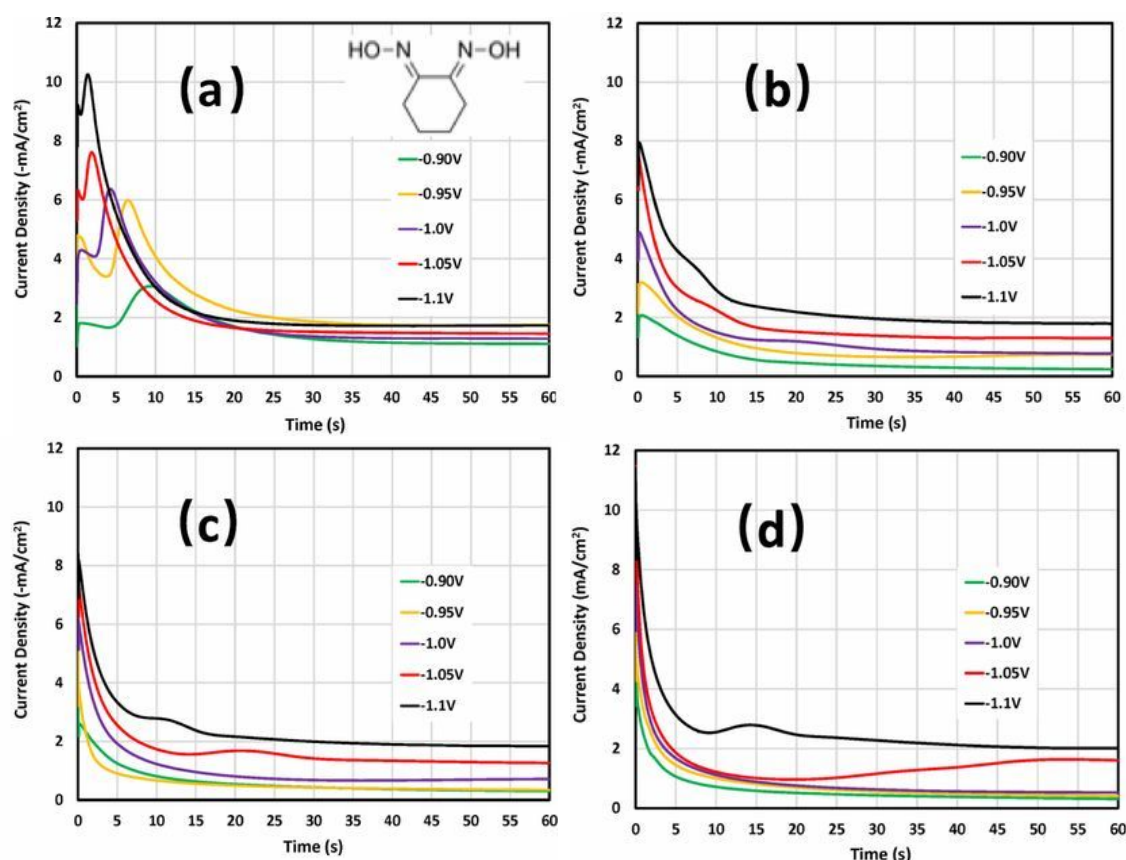 12
10
8
6
4
2
0
Current Density (-mA/cm²)
(a)
HO-N
N-OH
-0.90V
-0.95V
-1.0V
-1.05V
-1.1V
0 5 10 15 20 25 30 35 40 45 50 55 60
Time (s)
12
10
8
6
4
2
0
Current Density (-mA/cm²)
(b)
-0.90V
-0.95V
-1.0V
-1.05V
-1.1V
0 5 10 15 20 25 30 35 40 45 50 55 60
Time (s)
12
10
8
6
4
2
0
Current Density (-mA/cm²)
(c)
-0.90V
-0.95V
-1.0V
-1.05V
-1.1V
0 5 10 15 20 25 30 35 40 45 50 55 60
Time (s)
12
10
8
6
4
2
0
Current Density (mA/cm²)
(d)
-0.90V
-0.95V
-1.0V
-1.05V
-1.1V
0 5 10 15 20 25 30 35 40 45 50 55 60
Time (s)